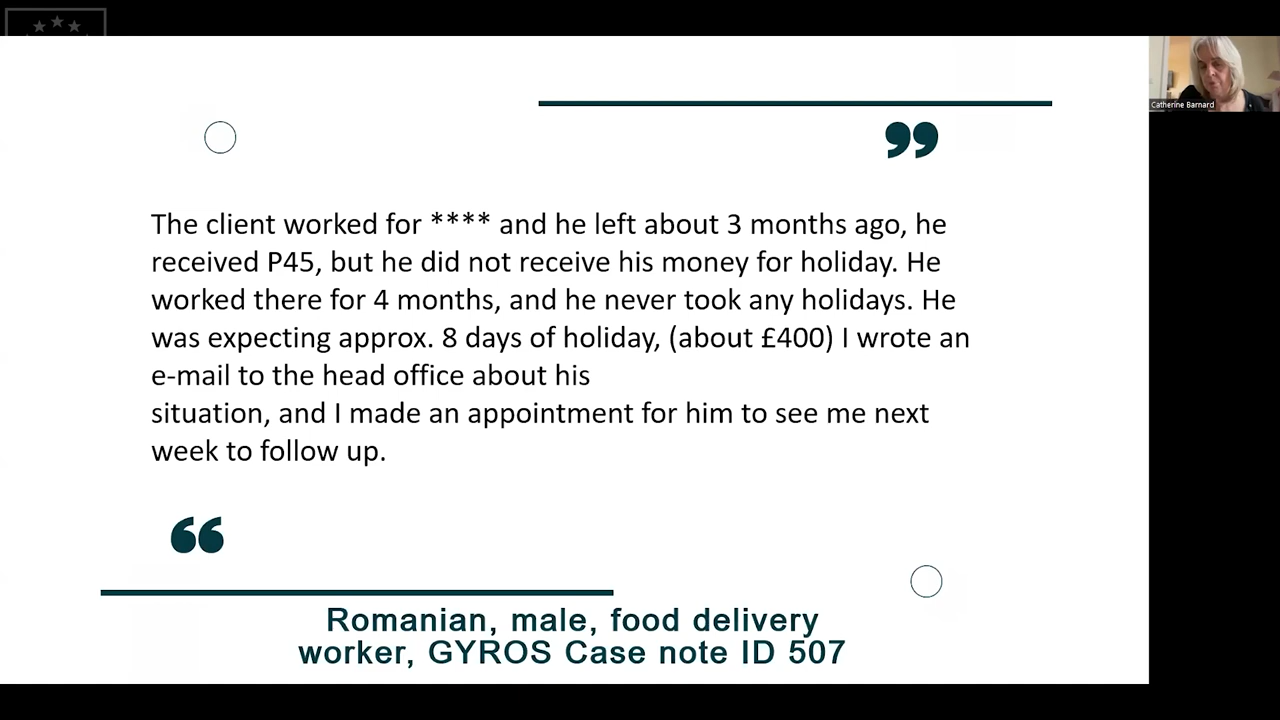 Catherine Barnard
”
The client worked for **** and he left about 3 months ago, he
received P45, but he did not receive his money for holiday. He
worked there for 4 months, and he never took any holidays. He
was expecting approx. 8 days of holiday, (about £400) I wrote an
e-mail to the head office about his
situation, and I made an appointment for him to see me next
week to follow up.
“
Romanian, male, food delivery
worker, GYROS Case note ID 507